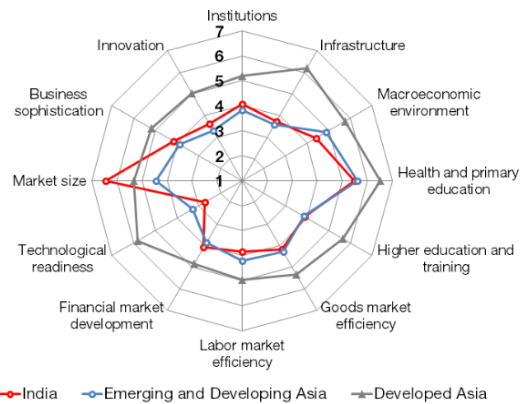 Institutions
Infrastructure
Macroeconomic
environment
Health and primary
education
Higher education and
training
Goods market
efficiency
Labor market
efficiency
Financial market
development
Technological
readiness
Market size
Business
sophistication
Innovation
7
6
5
4
3
2
1
India
Emerging and Developing Asia
Developed Asia